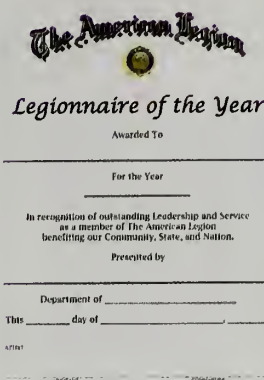 The American Legion
Legionnaire of the Year
Awarded To
For the Year
In recognition of outstanding Leadership and Service
as a member of The American Legion
benefiting our Community, State, and Nation.
Presented by
Department of
This day of ,
Attest